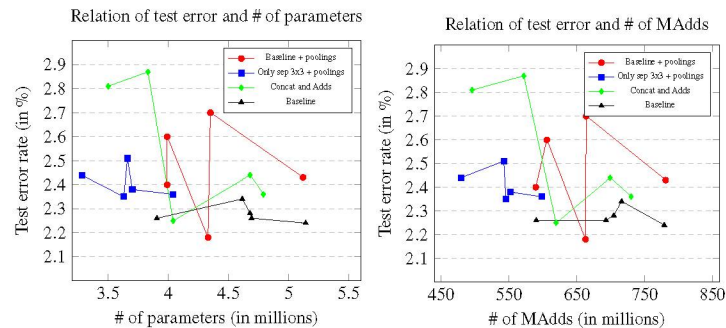 Relation of test error and # of parameters
Test error rate (in %)
2.9
2.8
2.7
2.6
2.5
2.4
2.3
2.2
2.1
Baseline + poolings
Only sep 3x3 + poolings
Concat and Adds
Baseline
3.5 4 4.5 5 5.5
# of parameters (in millions)
Relation of test error and # of MAdds
Test error rate (in %)
2.9
2.8
2.7
2.6
2.5
2.4
2.3
2.2
2.1
Baseline + poolings
Only sep 3x3 + poolings
Concat and Adds
Baseline
450 550 650 750 850
# of MAdds (in millions)